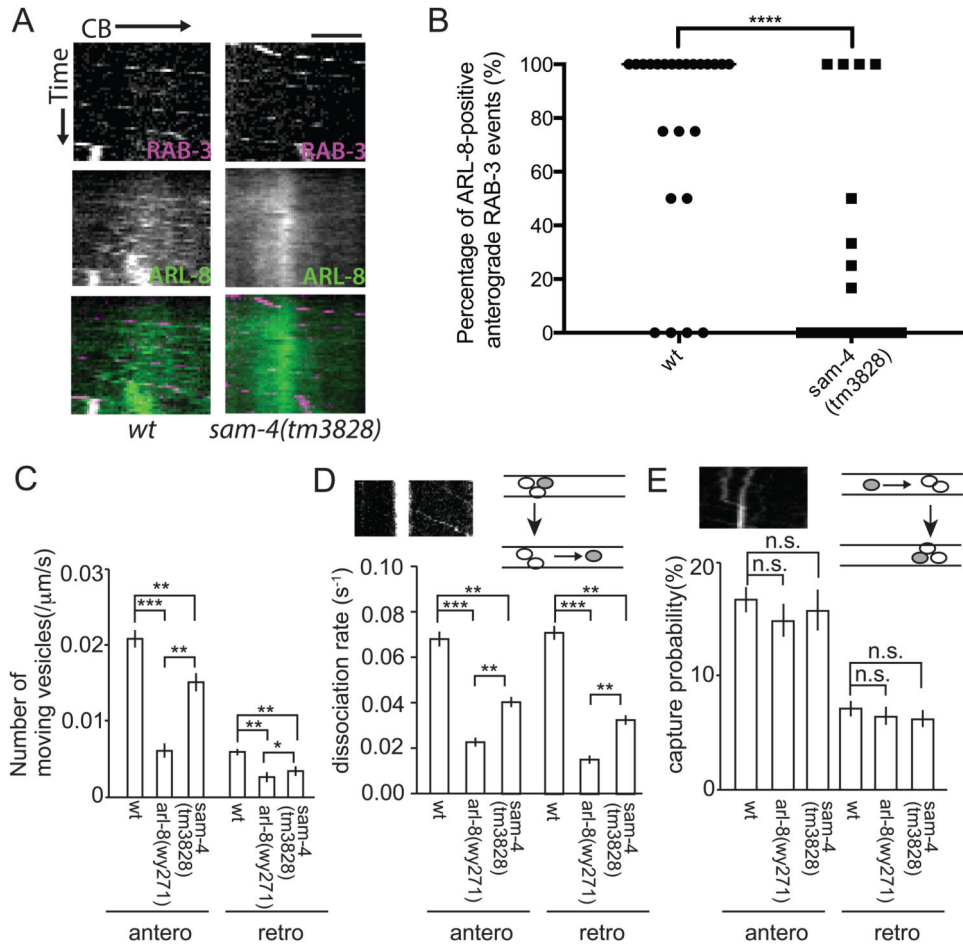 A
CB
Time
RAB-3
RAB-3
ARL-8
ARL-8
wt
sam-4(tm3828)
B
****
Percentage of ARL-8-positive
anterograde RAB-3 events (%)
100
80
60
40
20
0
wt
sam-4
(tm3828)
C
Number of
moving vesicles(/μm/s)
0.03
0.02
0.01
0
**
***
**
**
**
*
wt
arl-8(wy271)
sam-4
(tm3828)
wt
arl-8(wy271)
sam-4
(tm3828)
antero
retro
D
dissociation rate (s⁻¹)
0.10
0.08
0.06
0.04
0.02
0.00
**
***
**
**
***
**
wt
arl-8(wy271)
sam-4
(tm3828)
wt
arl-8(wy271)
sam-4
(tm3828)
antero
retro
E
capture probability(%)
20
10
0
n.s.
n.s.
n.s.
n.s.
wt
arl-8(wy271)
sam-4
(tm3828)
wt
arl-8(wy271)
sam-4
(tm3828)
antero
retro